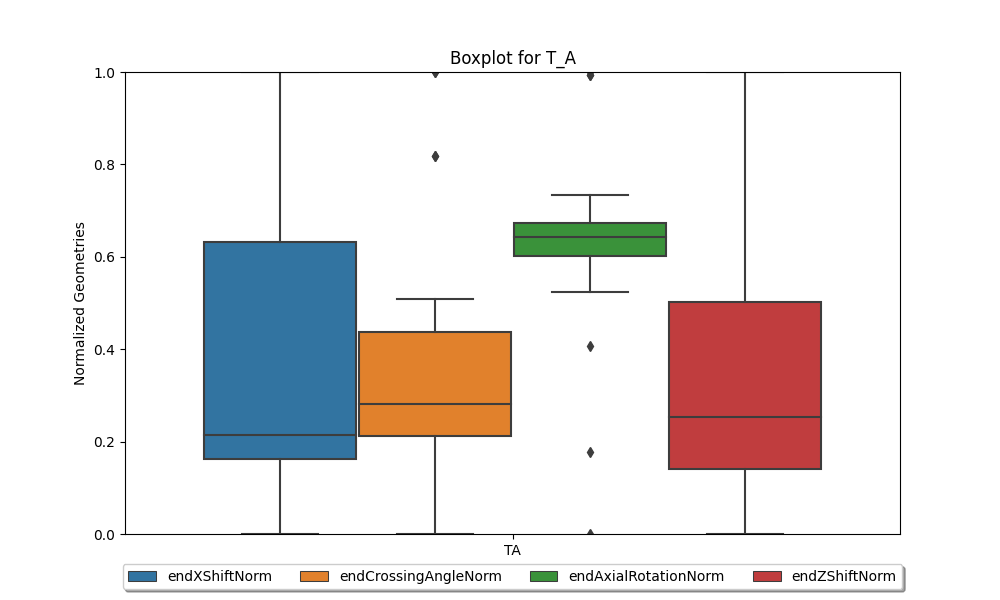 Boxplot for T_A
1.0
0.8
0.6
0.4
0.2
0.0
Normalized Geometries
TA
endXShiftNorm endCrossingAngleNorm endAxialRotationNorm endZShiftNorm